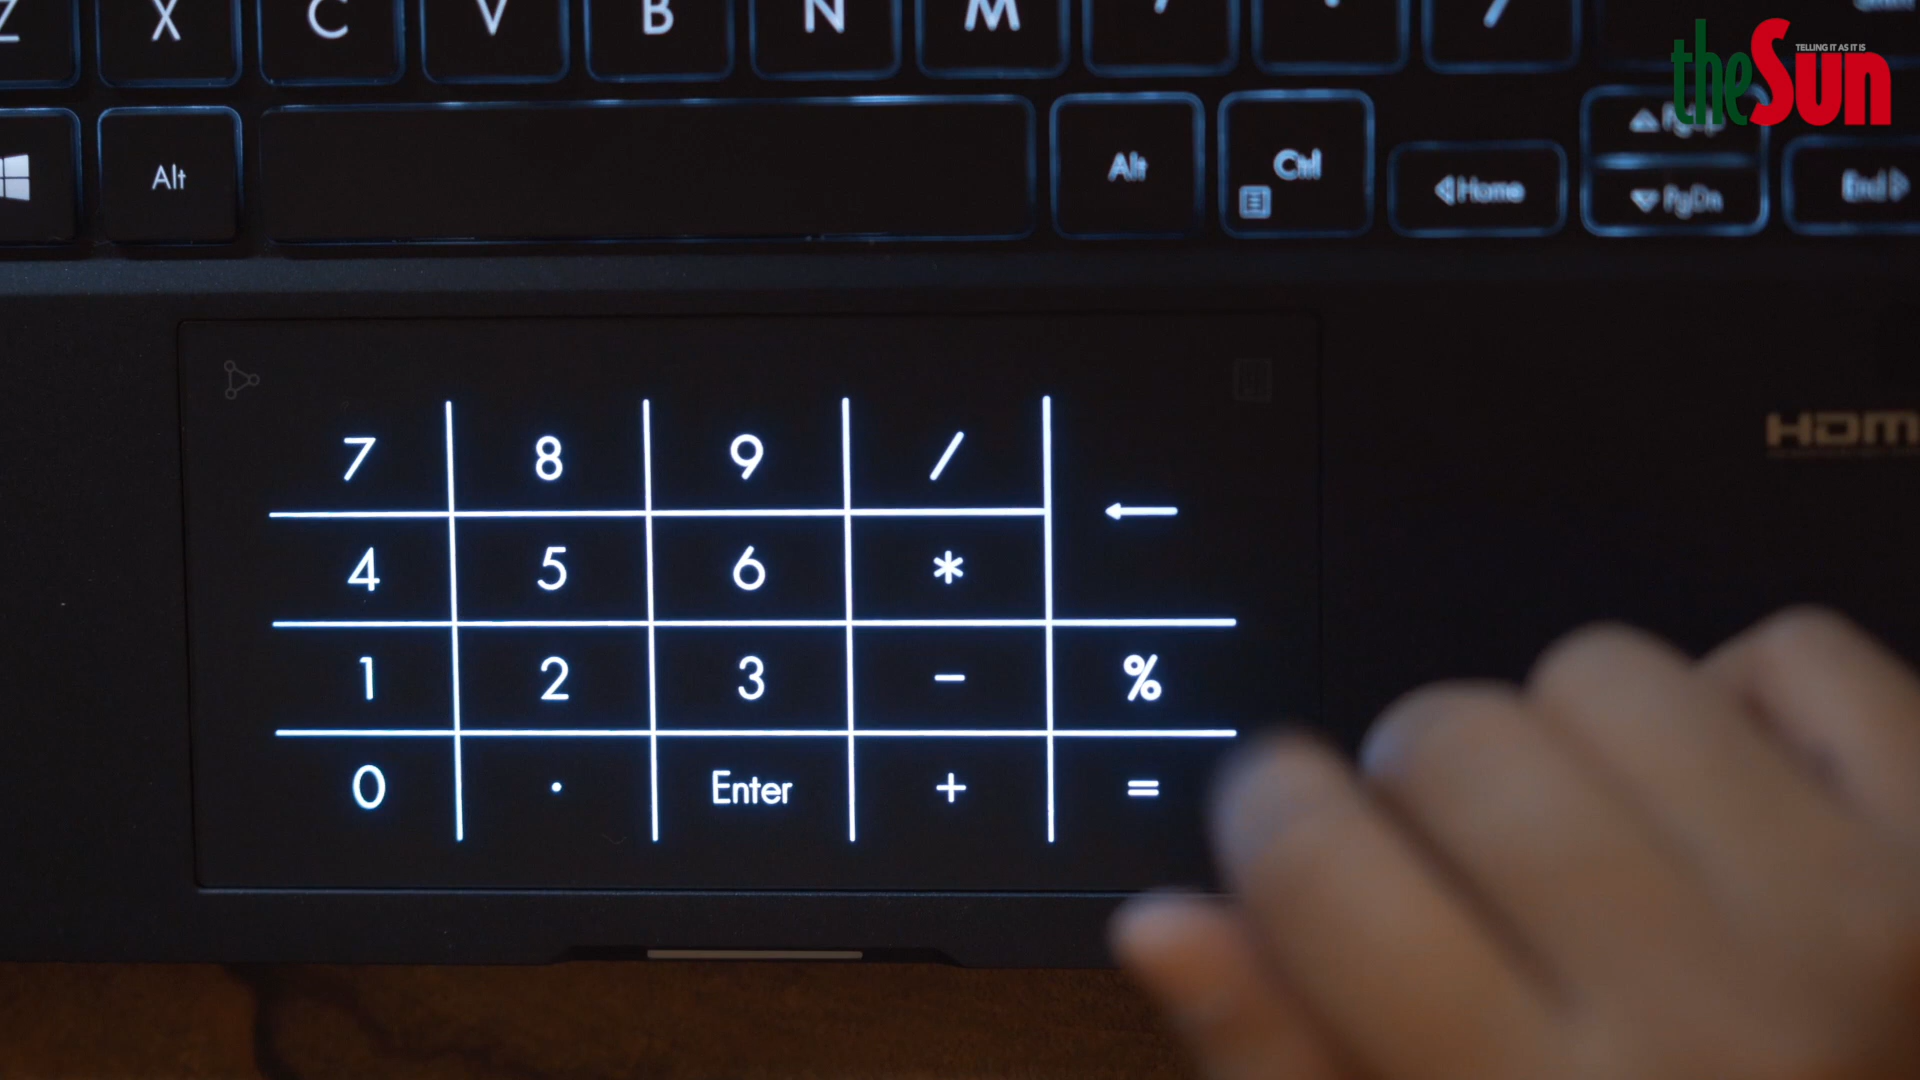 Z X C V B N M , . /
theSun
TELLING IT AS IT IS
Alt Alt Ctrl
PgUp
Home PgDn End
HDMI
7 8 9 /
←
4 5 6 *
1 2 3 - %
0 . Enter + =